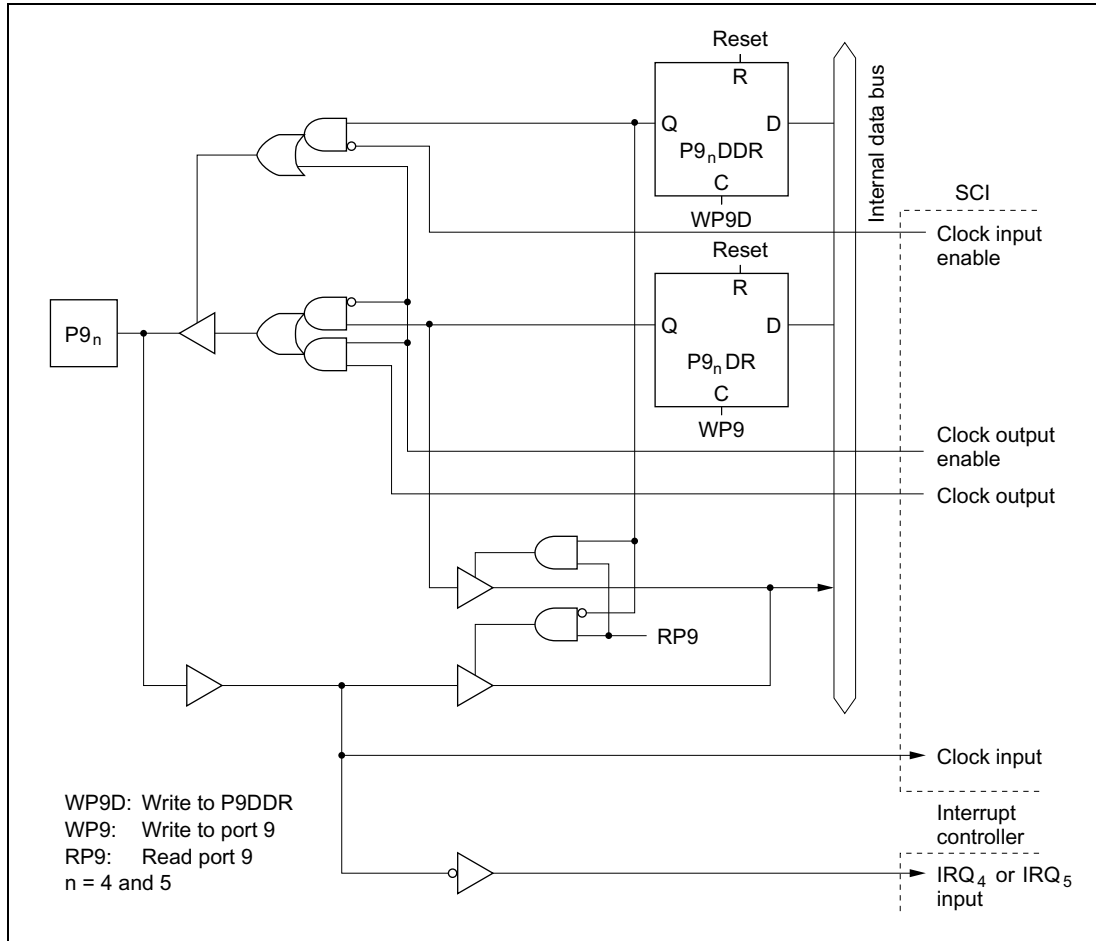 Reset
R
Q
D
P9nDDR
C
WP9D
Internal data bus
SCI
Clock input
enable
Reset
R
P9n
Q
D
P9nDR
C
WP9
Clock output
enable
Clock output
RP9
Clock input
WP9D: Write to P9DDR
WP9: Write to port 9
RP9: Read port 9
n = 4 and 5
Interrupt
controller
IRQ4 or IRQ5
input